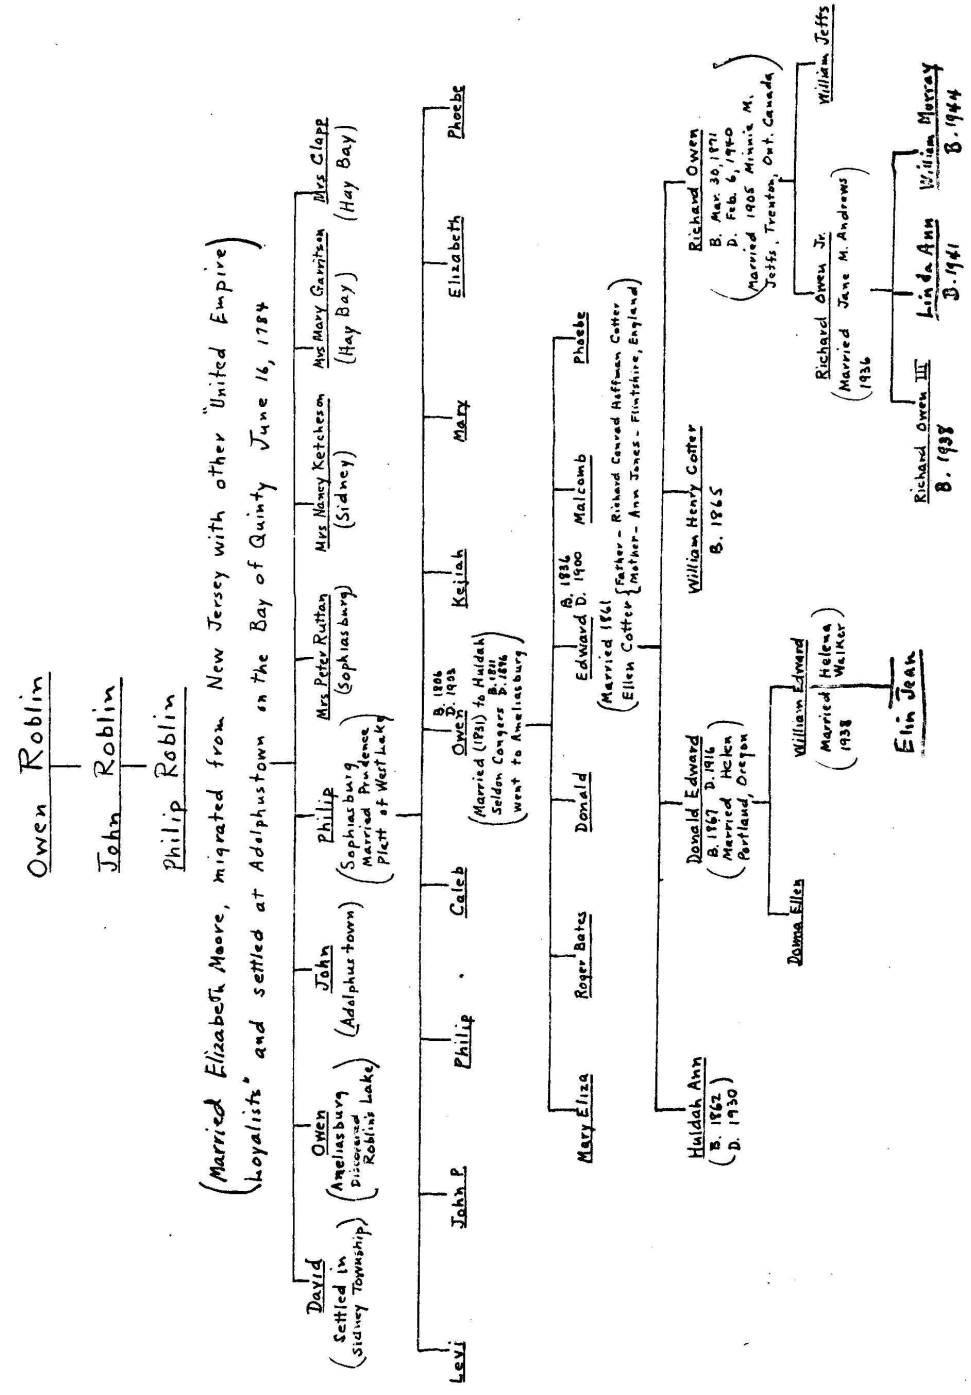 Owen Roblin
John Roblin
Philip Roblin
(Married Elizabeth Moore, migrated from New Jersey with other "United Empire
Loyalists" and settled at Adolphustown on the Bay of Quinty June 16, 1784)
David
(Settled in
Sidney Township)
Owen
(Ameliasburg
Discovered
Roblin's Lake)
John
(Adolphustown)
Philip
(Sophiasburg
Married Prudence
Platt of West Lake)
Mrs Peter Ruttan
(Sophiasburg)
Mrs Nancy Ketcheson
(Sidney)
Mrs Mary Garritson
(Hay Bay)
Mrs Clapp
(Hay Bay)
Levi
John P.
Philip
Caleb
B. 1806
D. 1903
Owen
(Married (1831) to Huldah
Seldon Congers B. 1811
D. 1896
went to Ameliasburg)
Keziah
Mary
Elizabeth
Phoebe
Mary Eliza
Roger Bates
Donald
B. 1836
Edward D. 1900
(Married 1861
Ellen Cotter {Father - Richard Conrad Hoffman Cotter
Mother - Ann Jones - Flintshire, England})
Malcomb
Phoebe
Huldah Ann
(B. 1862
D. 1930)
Donald Edward
(B. 1867 D. 1916
Married Helen
Portland, Oregon)
William Henry Cotter
B. 1865
Richard Owen
(B. Mar. 30, 1871
D. Feb. 6, 1940
Married 1905 Minnie M.
Jeffs, Trenton, Ont. Canada)
Donna Ellen
William Edward
(Married Helena
1938 Walker)
Richard Owen Jr.
(Married Jane M. Andrews)
1936
William Jeffs
Elin Jean
Richard Owen III
B. 1938
Linda Ann
B. 1941
William Murray
B. 1944